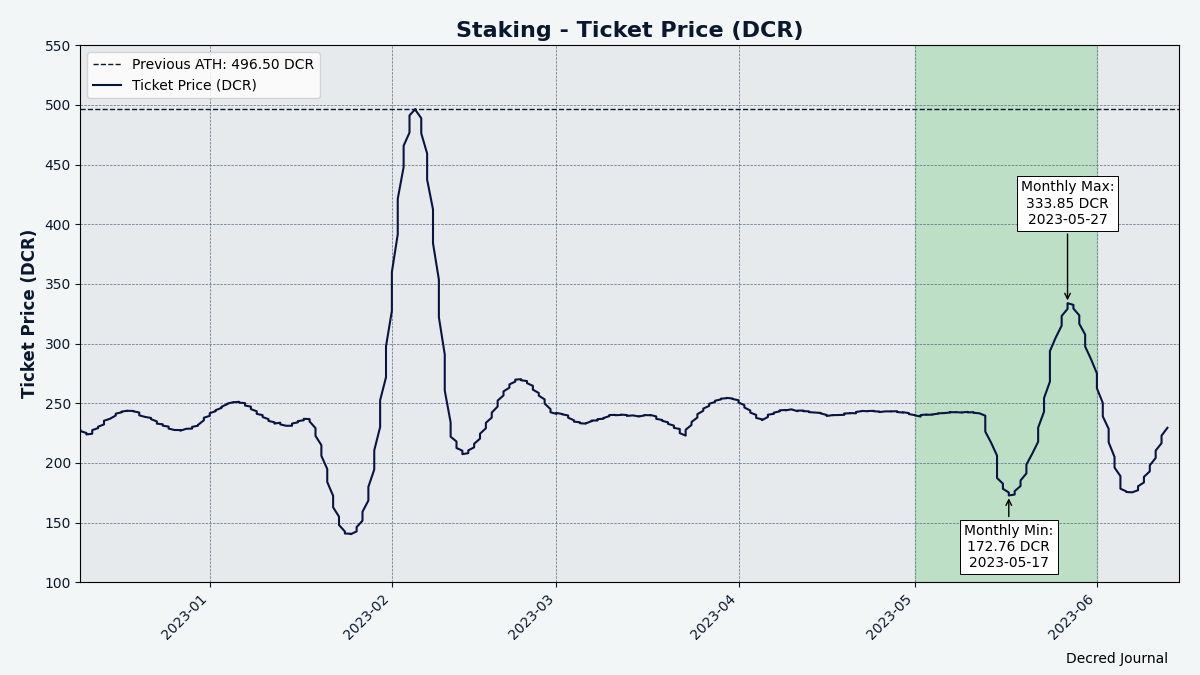 Staking - Ticket Price (DCR)
Previous ATH: 496.50 DCR
Ticket Price (DCR)
Ticket Price (DCR)
550
500
450
400
350
300
250
200
150
100
Monthly Max:
333.85 DCR
2023-05-27
Monthly Min:
172.76 DCR
2023-05-17
2023-01
2023-02
2023-03
2023-04
2023-05
2023-06
Decred Journal